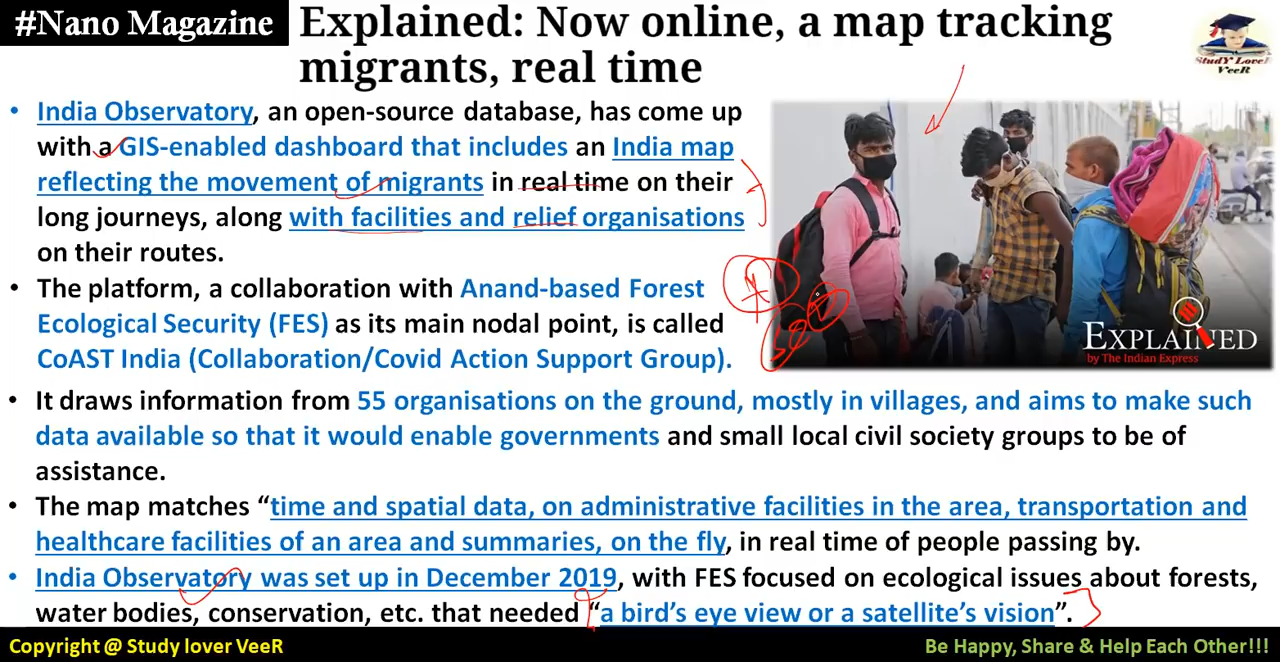 #Nano Magazine
Explained: Now online, a map tracking
migrants, real time
StudY LoveR
VeeR
• India Observatory, an open-source database, has come up
with a GIS-enabled dashboard that includes an India map
reflecting the movement of migrants in real time on their
long journeys, along with facilities and relief organisations
on their routes.
• The platform, a collaboration with Anand-based Forest
Ecological Security (FES) as its main nodal point, is called
CoAST India (Collaboration/Covid Action Support Group).
EXPLAINED
by The Indian Express
• It draws information from 55 organisations on the ground, mostly in villages, and aims to make such
data available so that it would enable governments and small local civil society groups to be of
assistance.
• The map matches “time and spatial data, on administrative facilities in the area, transportation and
healthcare facilities of an area and summaries, on the fly, in real time of people passing by.
• India Observatory was set up in December 2019, with FES focused on ecological issues about forests,
water bodies, conservation, etc. that needed “a bird’s eye view or a satellite’s vision”.
Copyright @ Study lover VeeR
Be Happy, Share & Help Each Other!!!